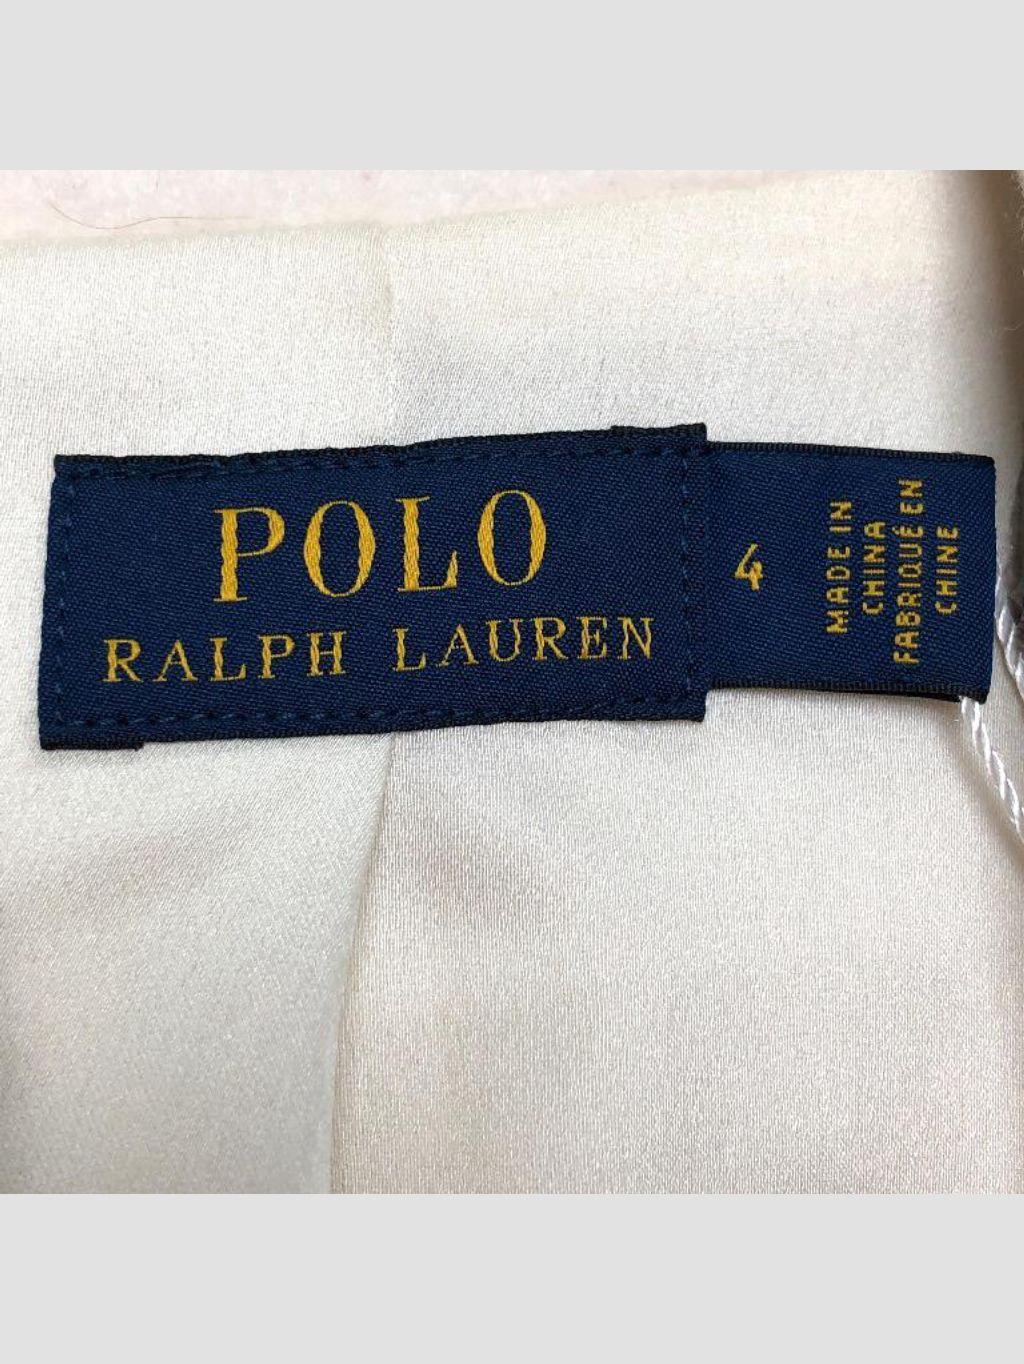 POLO
RALPH LAUREN
4
MADE IN
CHINA
FABRIQUÉ EN
CHINE